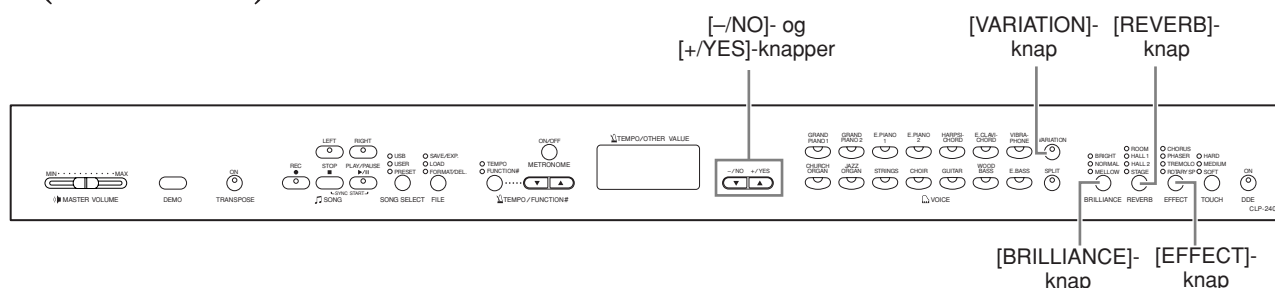 [–/NO]- og
[+/YES]-knapper
[VARIATION]-
knap
[REVERB]-
knap
MIN MAX
MASTER VOLUME
DEMO
ON
TRANSPOSE
LEFT RIGHT
REC STOP PLAY/PAUSE
SYNC START
SONG
USB
USER
PRESET
SONG SELECT
SAVE/EXP.
LOAD
FORMAT/DEL.
FILE
TEMPO
FUNCTION#
ON/OFF
METRONOME
TEMPO/FUNCTION#
TEMPO/OTHER VALUE
–/NO +/YES
GRAND PIANO 1
GRAND PIANO 2
E.PIANO 1
E.PIANO 2
HARPSI-CHORD
E.CLAVI-CHORD
VIBRA-PHONE
VARIATION
CHURCH ORGAN
JAZZ ORGAN
STRINGS
CHOIR
GUITAR
WOOD BASS
E.BASS
SPLIT
VOICE
BRIGHT
NORMAL
MELLOW
BRILLIANCE
ROOM
HALL 1
HALL 2
STAGE
REVERB
CHORUS
PHASER
TREMOLO
ROTARY SP
EFFECT
HARD
MEDIUM
SOFT
TOUCH
ON
DDE
CLP-240
[BRILLIANCE]-
knap
[EFFECT]-
knap